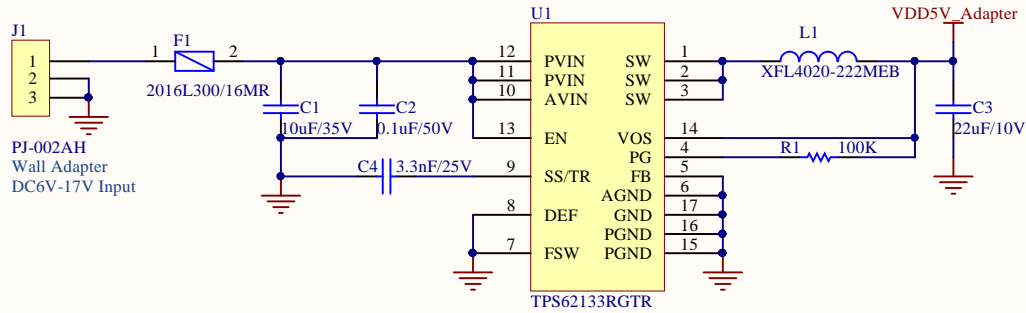 VDD5V_Adapter
J1
1
2
3
PJ-002AH
Wall Adapter
DC6V-17V Input
1 F1 2
2016L300/16MR
C1
10uF/35V
C2
0.1uF/50V
C4 3.3nF/25V
U1
12 PVIN SW 1
11 PVIN SW 2
10 AVIN SW 3
13 EN VOS 14
PG 4
9 SS/TR FB 5
AGND 6
8 DEF GND 17
PGND 16
7 FSW PGND 15
TPS62133RGTR
L1
XFL4020-222MEB
R1 100K
C3
22uF/10V